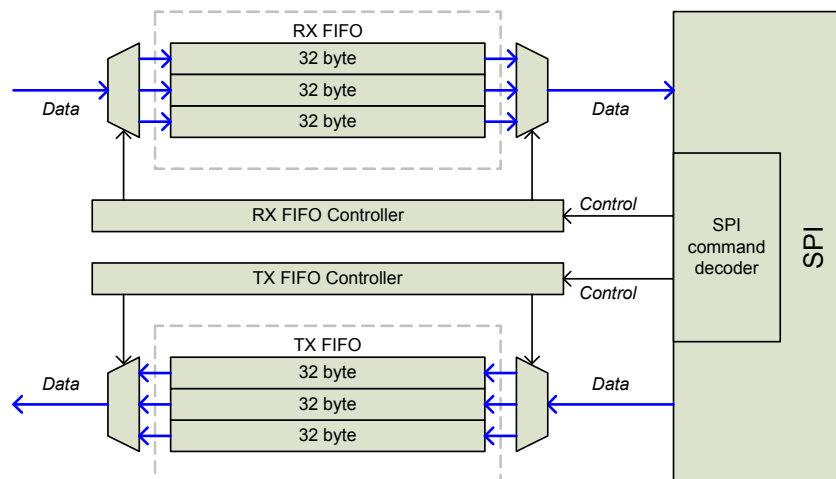 RX FIFO
32 byte
32 byte
32 byte
Data
Data
RX FIFO Controller
Control
SPI
command
decoder
SPI
TX FIFO Controller
Control
TX FIFO
32 byte
32 byte
32 byte
Data
Data